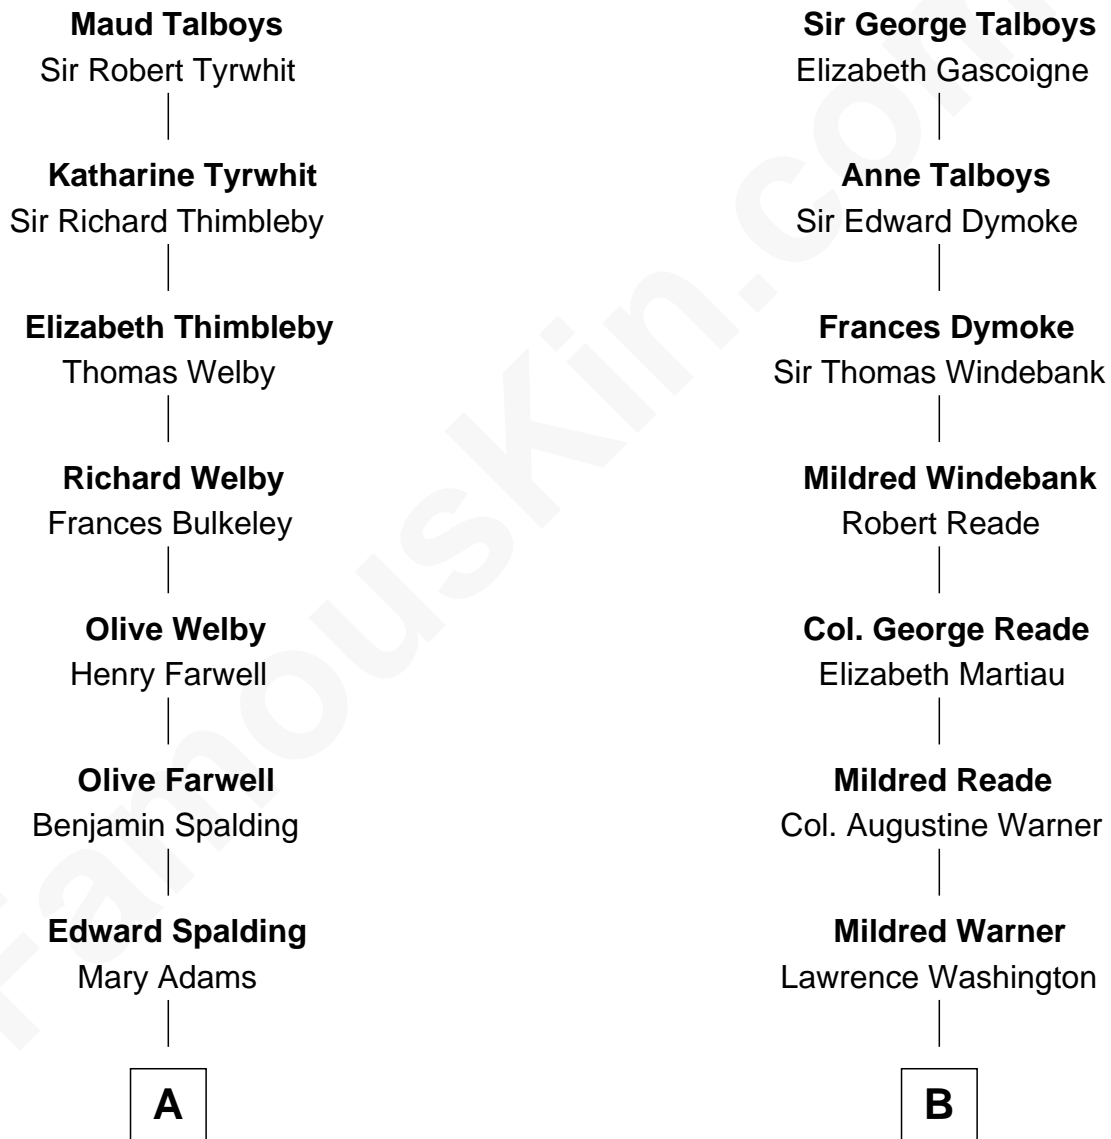 Maud Talboys
Sir Robert Tyrwhit
Katharine Tyrwhit
Sir Richard Thimbleby
Elizabeth Thimbleby
Thomas Welby
Richard Welby
Frances Bulkeley
Olive Welby
Henry Farwell
Olive Farwell
Benjamin Spalding
Edward Spalding
Mary Adams
A
Sir George Talboys
Elizabeth Gascoigne
Anne Talboys
Sir Edward Dymoke
Frances Dymoke
Sir Thomas Windebank
Mildred Windebank
Robert Reade
Col. George Reade
Elizabeth Martiau
Mildred Reade
Col. Augustine Warner
Mildred Warner
Lawrence Washington
B
FamousKin.com